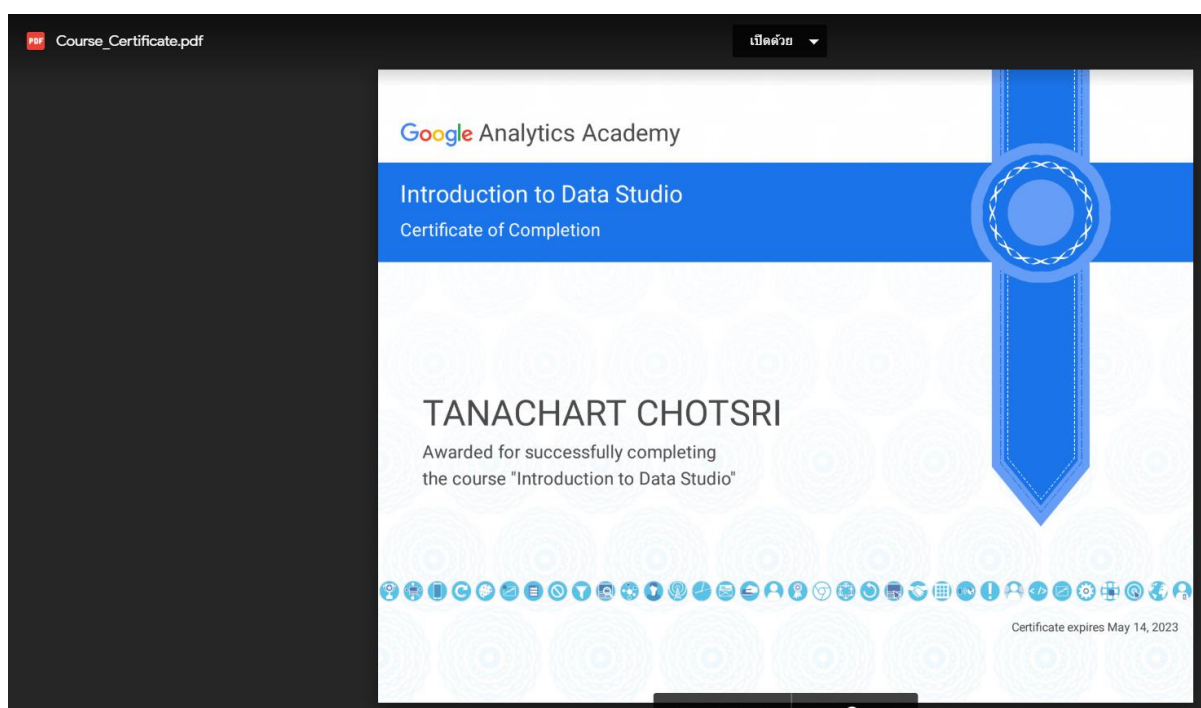 PDF Course_Certificate.pdf
เปิดด้วย
Google Analytics Academy
Introduction to Data Studio
Certificate of Completion
TANACHART CHOTSRI
Awarded for successfully completing
the course "Introduction to Data Studio"
Certificate expires May 14, 2023